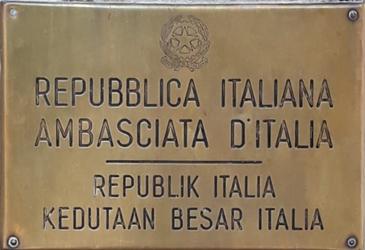 REPUBBLICA ITALIANA
AMBASCIATA D'ITALIA
REPUBLIK ITALIA
KEDUTAAN BESAR ITALIA